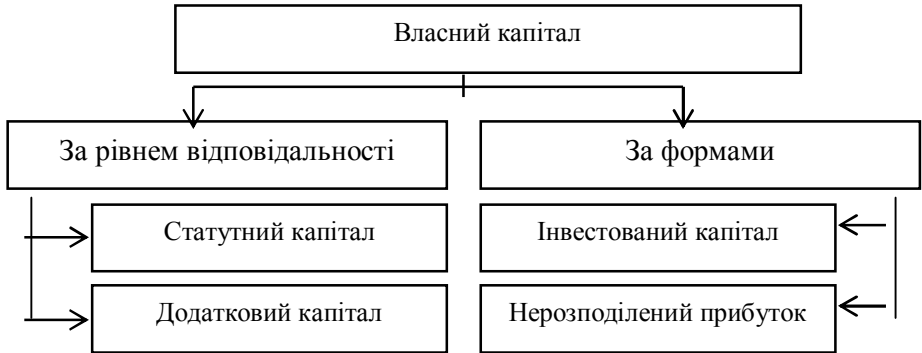 Власний капітал
За рівнем відповідальності
За формами
Статутний капітал
Інвестований капітал
Додатковий капітал
Нерозподілений прибуток